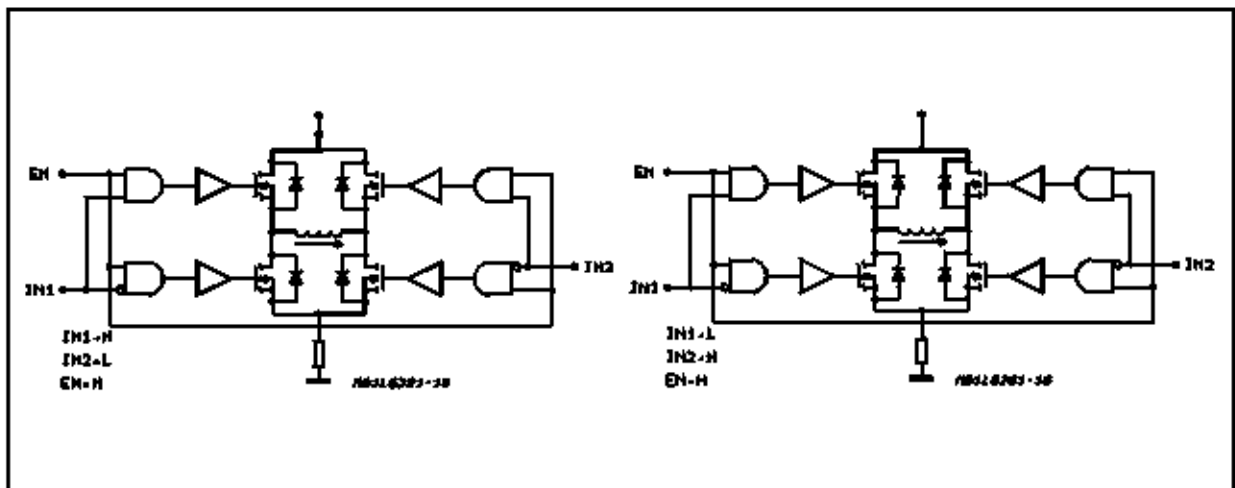 EN
IN1
IN2
IN1=H
IN2=L
EN=H
EN
IN1
IN2
IN1=L
IN2=H
EN=H